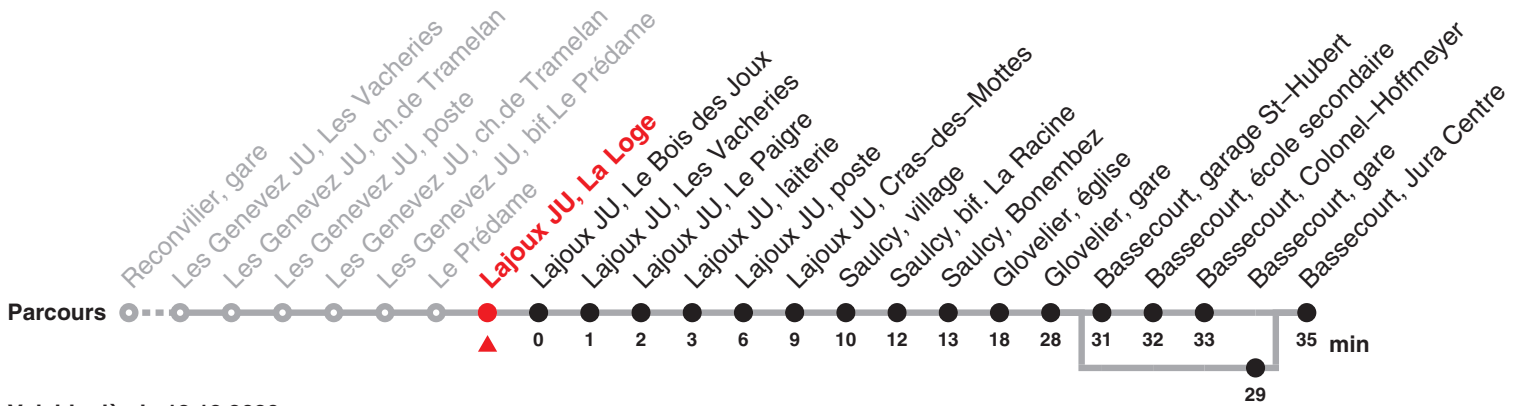 Reconvilier, gare
Les Genevez JU, Les Vacheries
Les Genevez JU, ch.de Tramelan
Les Genevez JU, poste
Les Genevez JU, ch.de Tramelan
Les Genevez JU, bif.Le Prédame
Le Prédame
Lajoux JU, La Loge
Lajoux JU, Le Bois des Joux
Lajoux JU, Les Vacheries
Lajoux JU, Le Paigre
Lajoux JU, laiterie
Lajoux JU, poste
Lajoux JU, Cras–des–Mottes
Saulcy, village
Saulcy, bif. La Racine
Saulcy, Bonembez
Glovelier, église
Glovelier, gare
Bassecourt, garage St–Hubert
Bassecourt, école secondaire
Bassecourt, Colonel–Hoffmeyer
Bassecourt, gare
Bassecourt, Jura Centre
Parcours
0 1 2 3 6 9 10 12 13 18 28 31 32 33 35 min
29